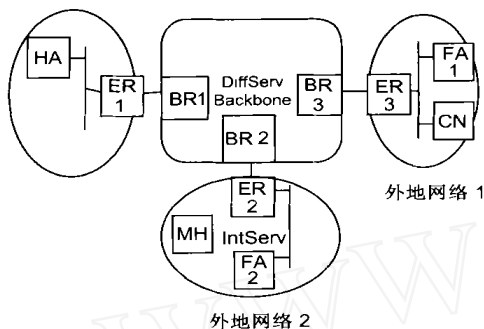 HA
ER
1
BR1
DiffServ
Backbone
BR
3
ER
3
FA
1
CN
BR 2
外地网络 1
ER
2
MH
IntServ
FA
2
外地网络 2
WWW